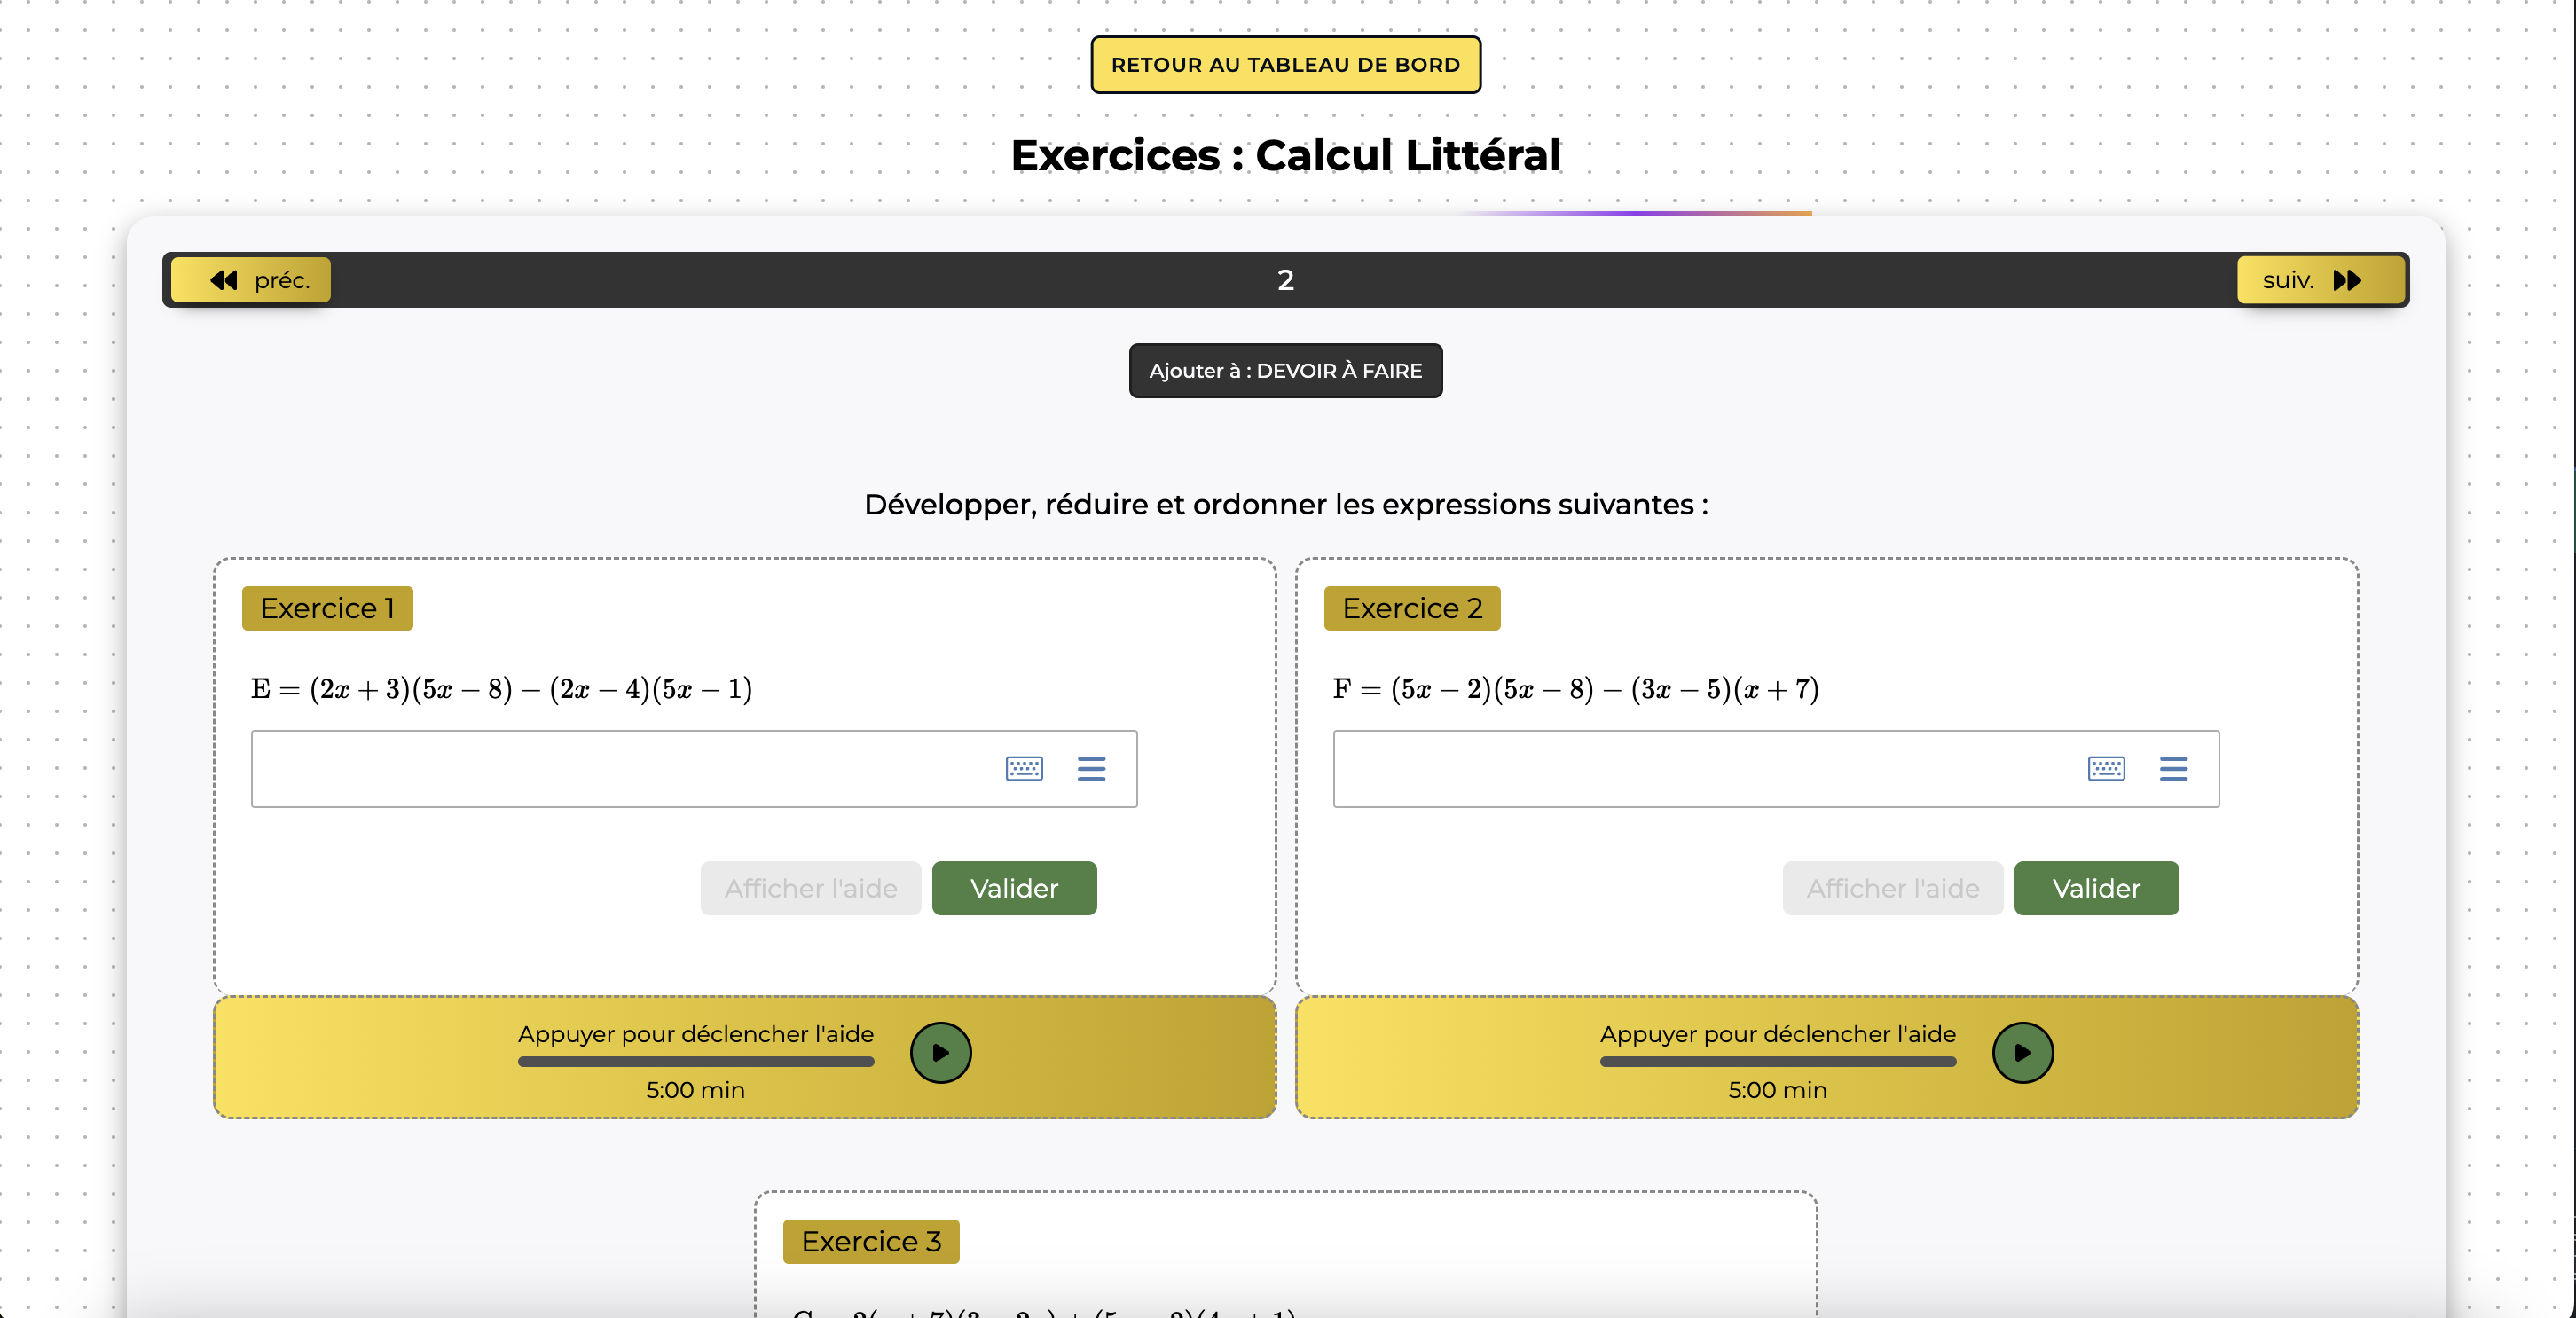 RETOUR AU TABLEAU DE BORD
Exercices : Calcul Littéral
préc.
2
suiv.
Ajouter à : DEVOIR À FAIRE
Développer, réduire et ordonner les expressions suivantes :
Exercice 1
E = (2x + 3)(5x − 8) − (2x − 4)(5x − 1)
Afficher l'aide
Valider
Appuyer pour déclencher l'aide
5:00 min
Exercice 2
F = (5x − 2)(5x − 8) − (3x − 5)(x + 7)
Afficher l'aide
Valider
Appuyer pour déclencher l'aide
5:00 min
Exercice 3